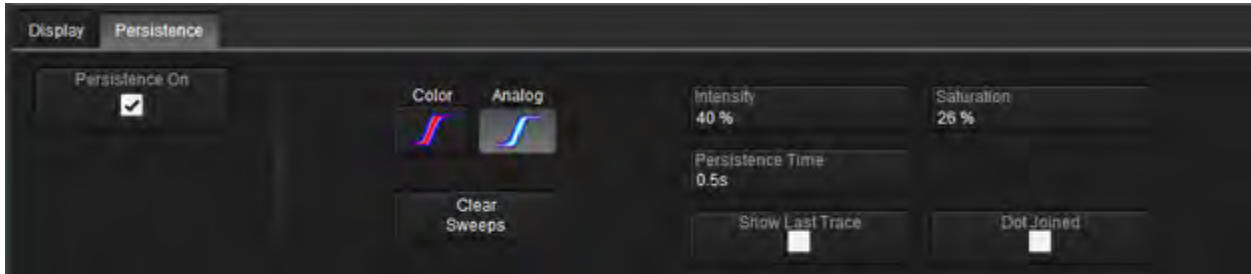 Display Persistence
Persistence On
Color Analog
Clear
Sweeps
Intensity
40 %
Saturation
26 %
Persistence Time
0.5s
Show Last Trace
Dot Joined